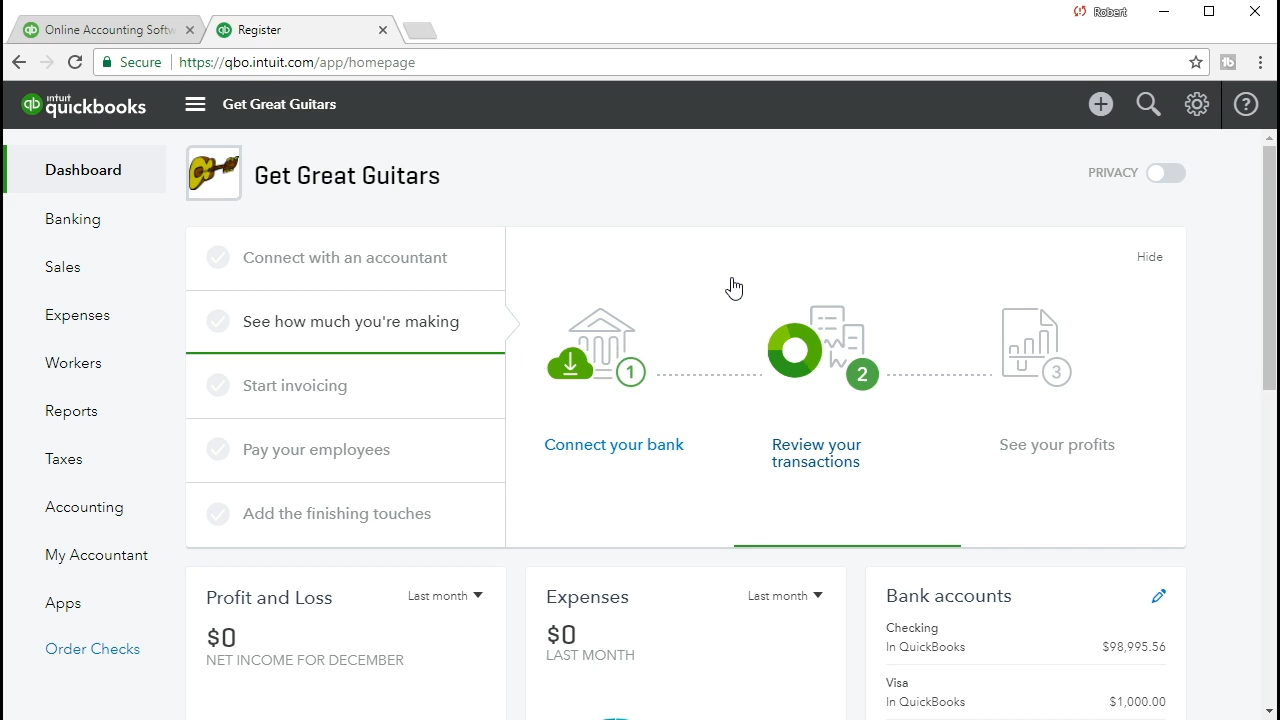 Robert
Online Accounting Softw
Register
Secure
https://qbo.intuit.com/app/homepage
intuit
quickbooks
Get Great Guitars
Dashboard
Banking
Sales
Expenses
Workers
Reports
Taxes
Accounting
My Accountant
Apps
Order Checks
Get Great Guitars
PRIVACY
Connect with an accountant
See how much you're making
Start invoicing
Pay your employees
Add the finishing touches
Hide
1
2
3
Connect your bank
Review your
transactions
See your profits
Profit and Loss
Last month
$0
NET INCOME FOR DECEMBER
Expenses
Last month
$0
LAST MONTH
Bank accounts
Checking
In QuickBooks $98,995.56
Visa
In QuickBooks $1,000.00